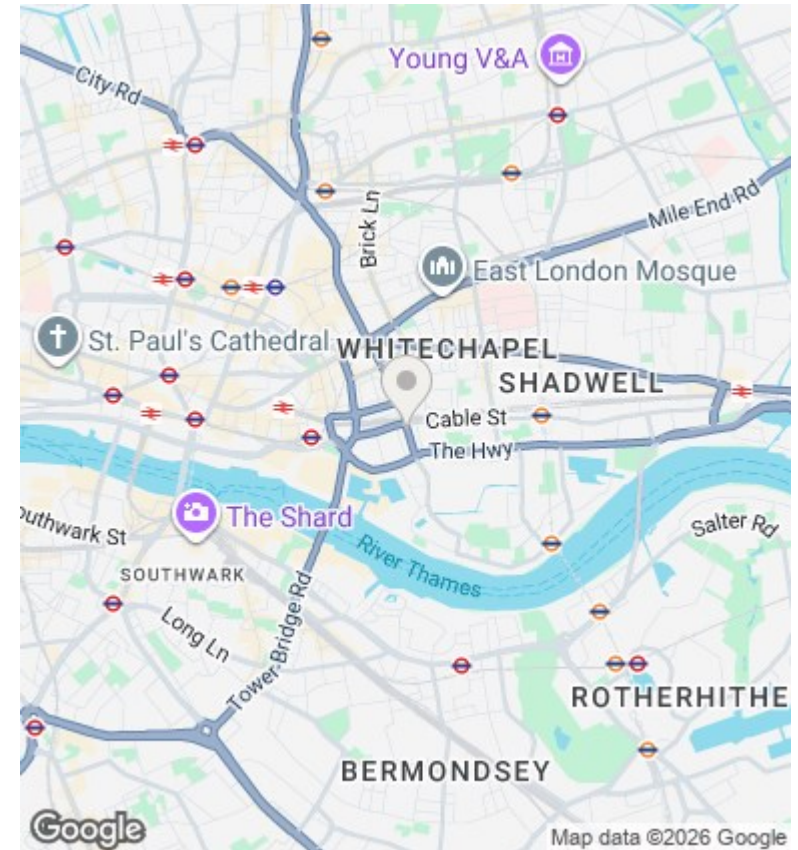 Young V&A
City Rd
Brick Ln
Mile End Rd
East London Mosque
St. Paul's Cathedral
WHITECHAPEL
SHADWELL
Cable St
The Hwy
The Shard
outhwark St
River Thames
Salter Rd
SOUTHWARK
Long Ln
Tower Bridge Rd
ROTHERHITHE
BERMONDSEY
Google
Map data ©2026 Google